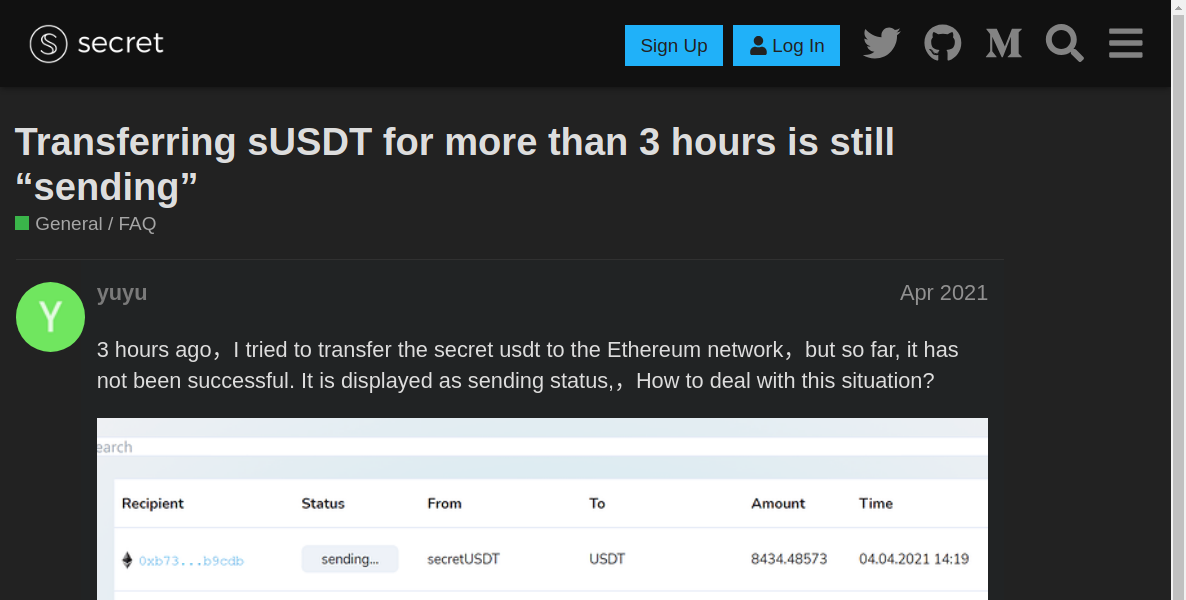 secret
Sign Up
Log In
Transferring sUSDT for more than 3 hours is still
“sending”
General / FAQ
Y
yuyu
Apr 2021
3 hours ago，I tried to transfer the secret usdt to the Ethereum network，but so far, it has
not been successful. It is displayed as sending status,，How to deal with this situation?
earch
Recipient Status From To Amount Time
0xb73...b9cdb sending... secretUSDT USDT 8434.48573 04.04.2021 14:19